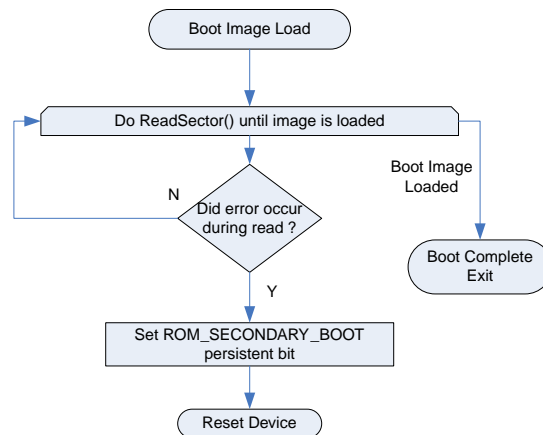 Boot Image Load
Do ReadSector() until image is loaded
Boot Image
Loaded
N
Did error occur
during read ?
Boot Complete
Exit
Y
Set ROM_SECONDARY_BOOT
persistent bit
Reset Device